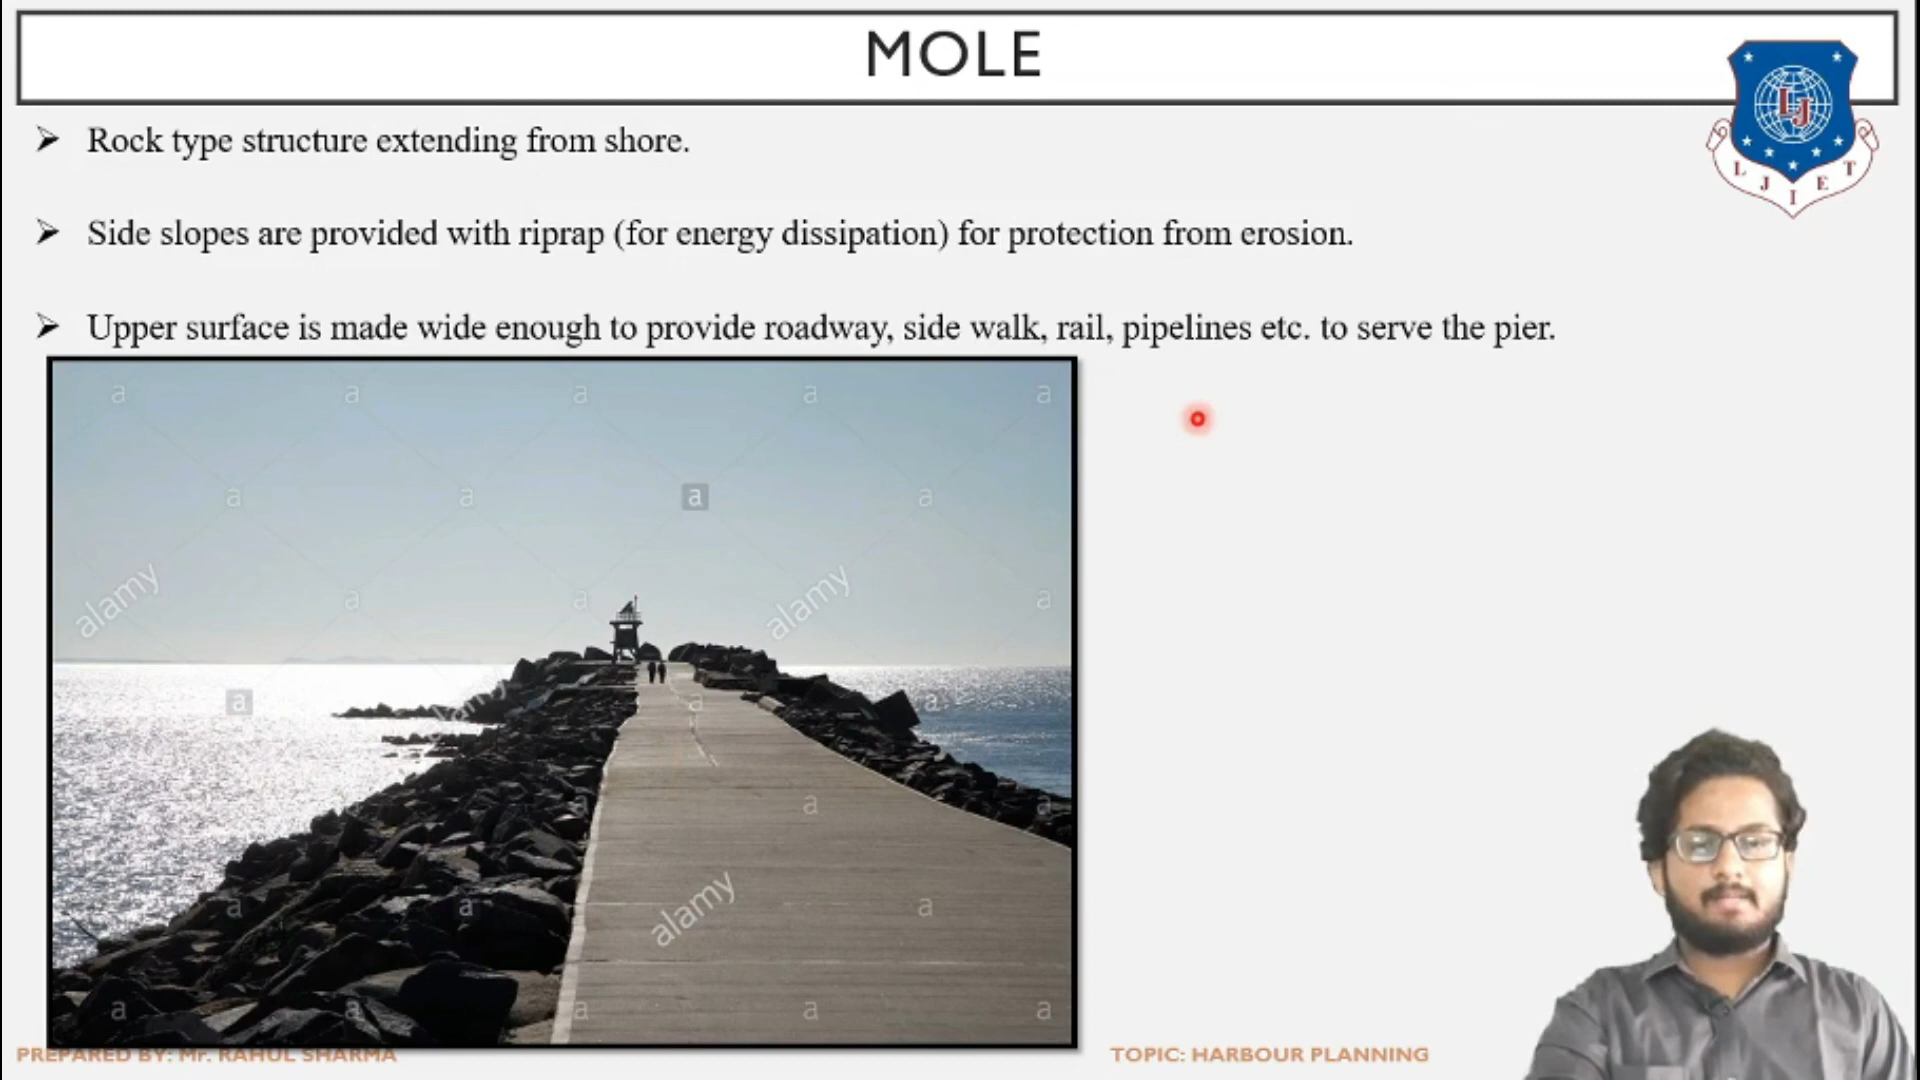 MOLE
Rock type structure extending from shore.
Side slopes are provided with riprap (for energy dissipation) for protection from erosion.
Upper surface is made wide enough to provide roadway, side walk, rail, pipelines etc. to serve the pier.
LJ
L J I E T
a a a a a
a a a a
alamy a a alamy a
a alamy a a
a a a
a a alamy a
a a a a a
PREPARED BY: Mr. RAHUL SHARMA
TOPIC: HARBOUR PLANNING